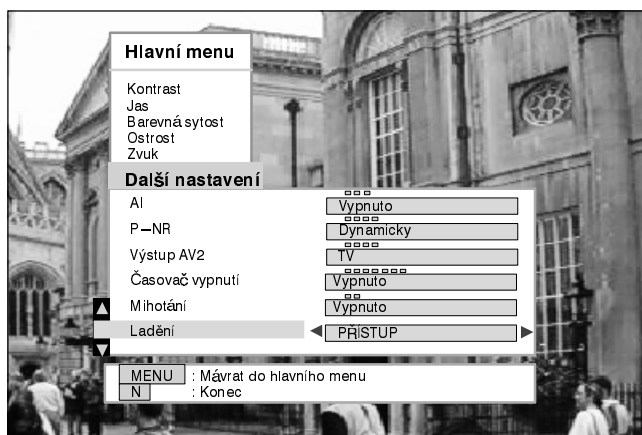 Hlavní menu
Kontrast
Jas
Barevná sytost
Ostrost
Zvuk
Další nastavení
AI Vypnuto
P–NR Dynamicky
Výstup AV2 TV
Časovač vypnutí Vypnuto
Mihotání Vypnuto
Ladění PŘÍSTUP
MENU : Mávrat do hlavního menu
N : Konec